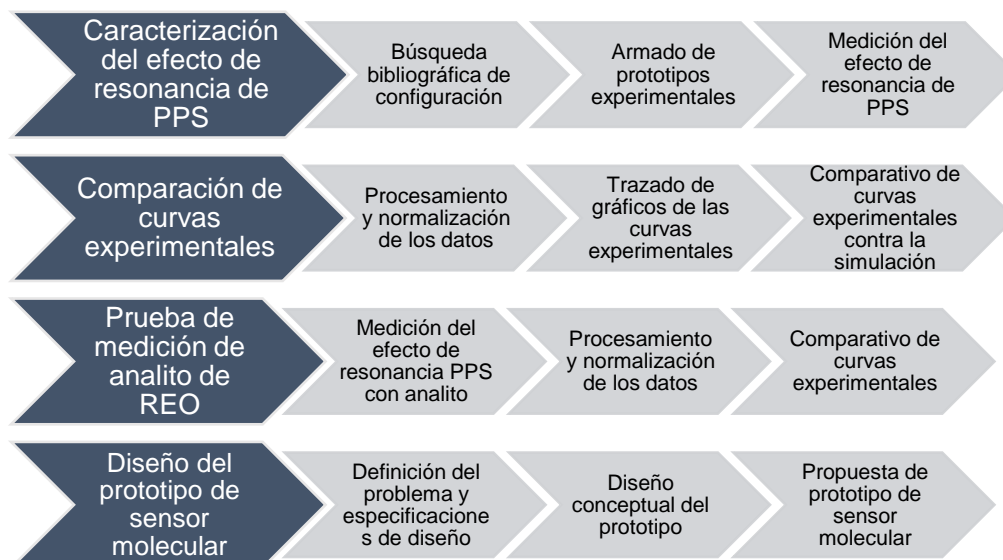 Caracterización
del efecto de
resonancia de
PPS
Búsqueda
bibliográfica de
configuración
Armado de
prototipos
experimentales
Medición del
efecto de
resonancia de
PPS
Comparación de
curvas
experimentales
Procesamiento
y normalización
de los datos
Trazado de
gráficos de las
curvas
experimentales
Comparativo de
curvas
experimentales
contra la
simulación
Prueba de
medición de
analito de
REO
Medición del
efecto de
resonancia PPS
con analito
Procesamiento
y normalización
de los datos
Comparativo de
curvas
experimentales
Diseño del
prototipo de
sensor
molecular
Definición del
problema y
especificacione
s de diseño
Diseño
conceptual del
prototipo
Propuesta de
prototipo de
sensor
molecular